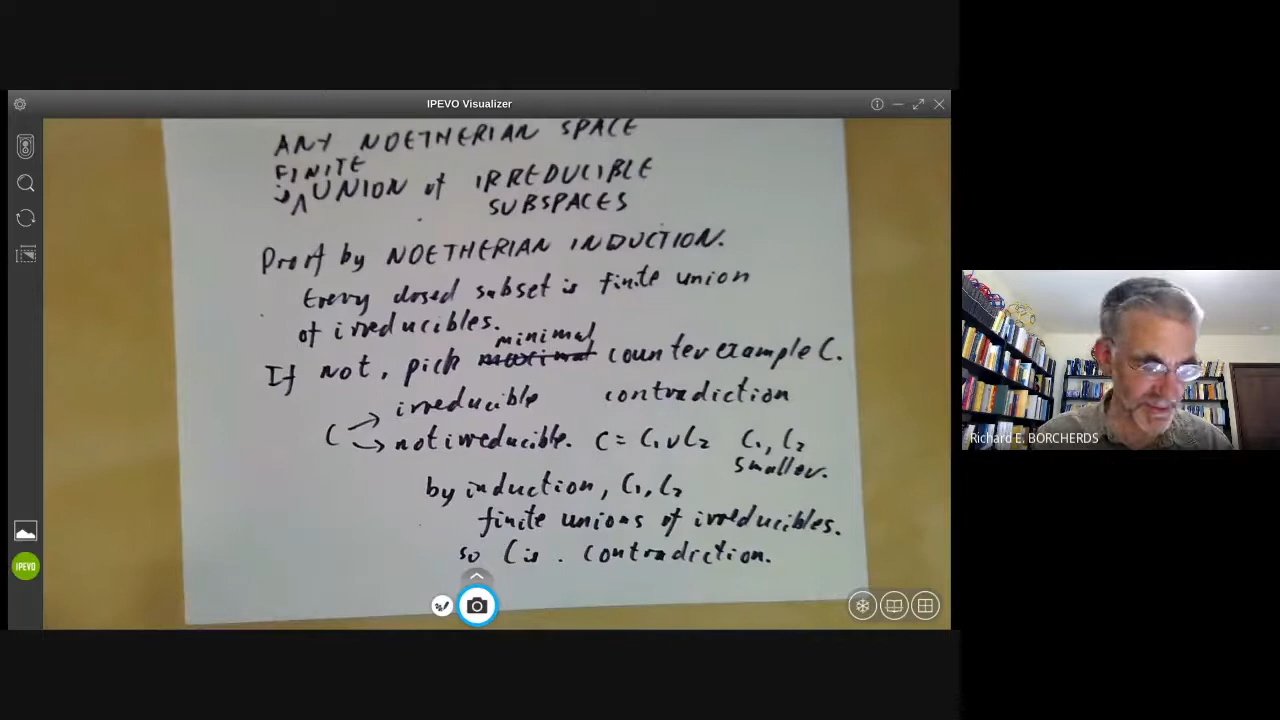 IPEVO Visualizer
ANY NOETHERIAN SPACE
FINITE
is ∧ UNION of IRREDUCIBLE
SUBSPACES
Proof by NOETHERIAN INDUCTION.
Every closed subset is finite union
of irreducibles.
minimal
If not, pick maximal counterexample C.
irreducible contradiction
C
not irreducible. C = C₁ ∪ C₂ C₁, C₂
smaller.
by induction, C₁, C₂
finite unions of irreducibles.
so C is. contradiction.
IPEVO
Richard E. BORCHERDS